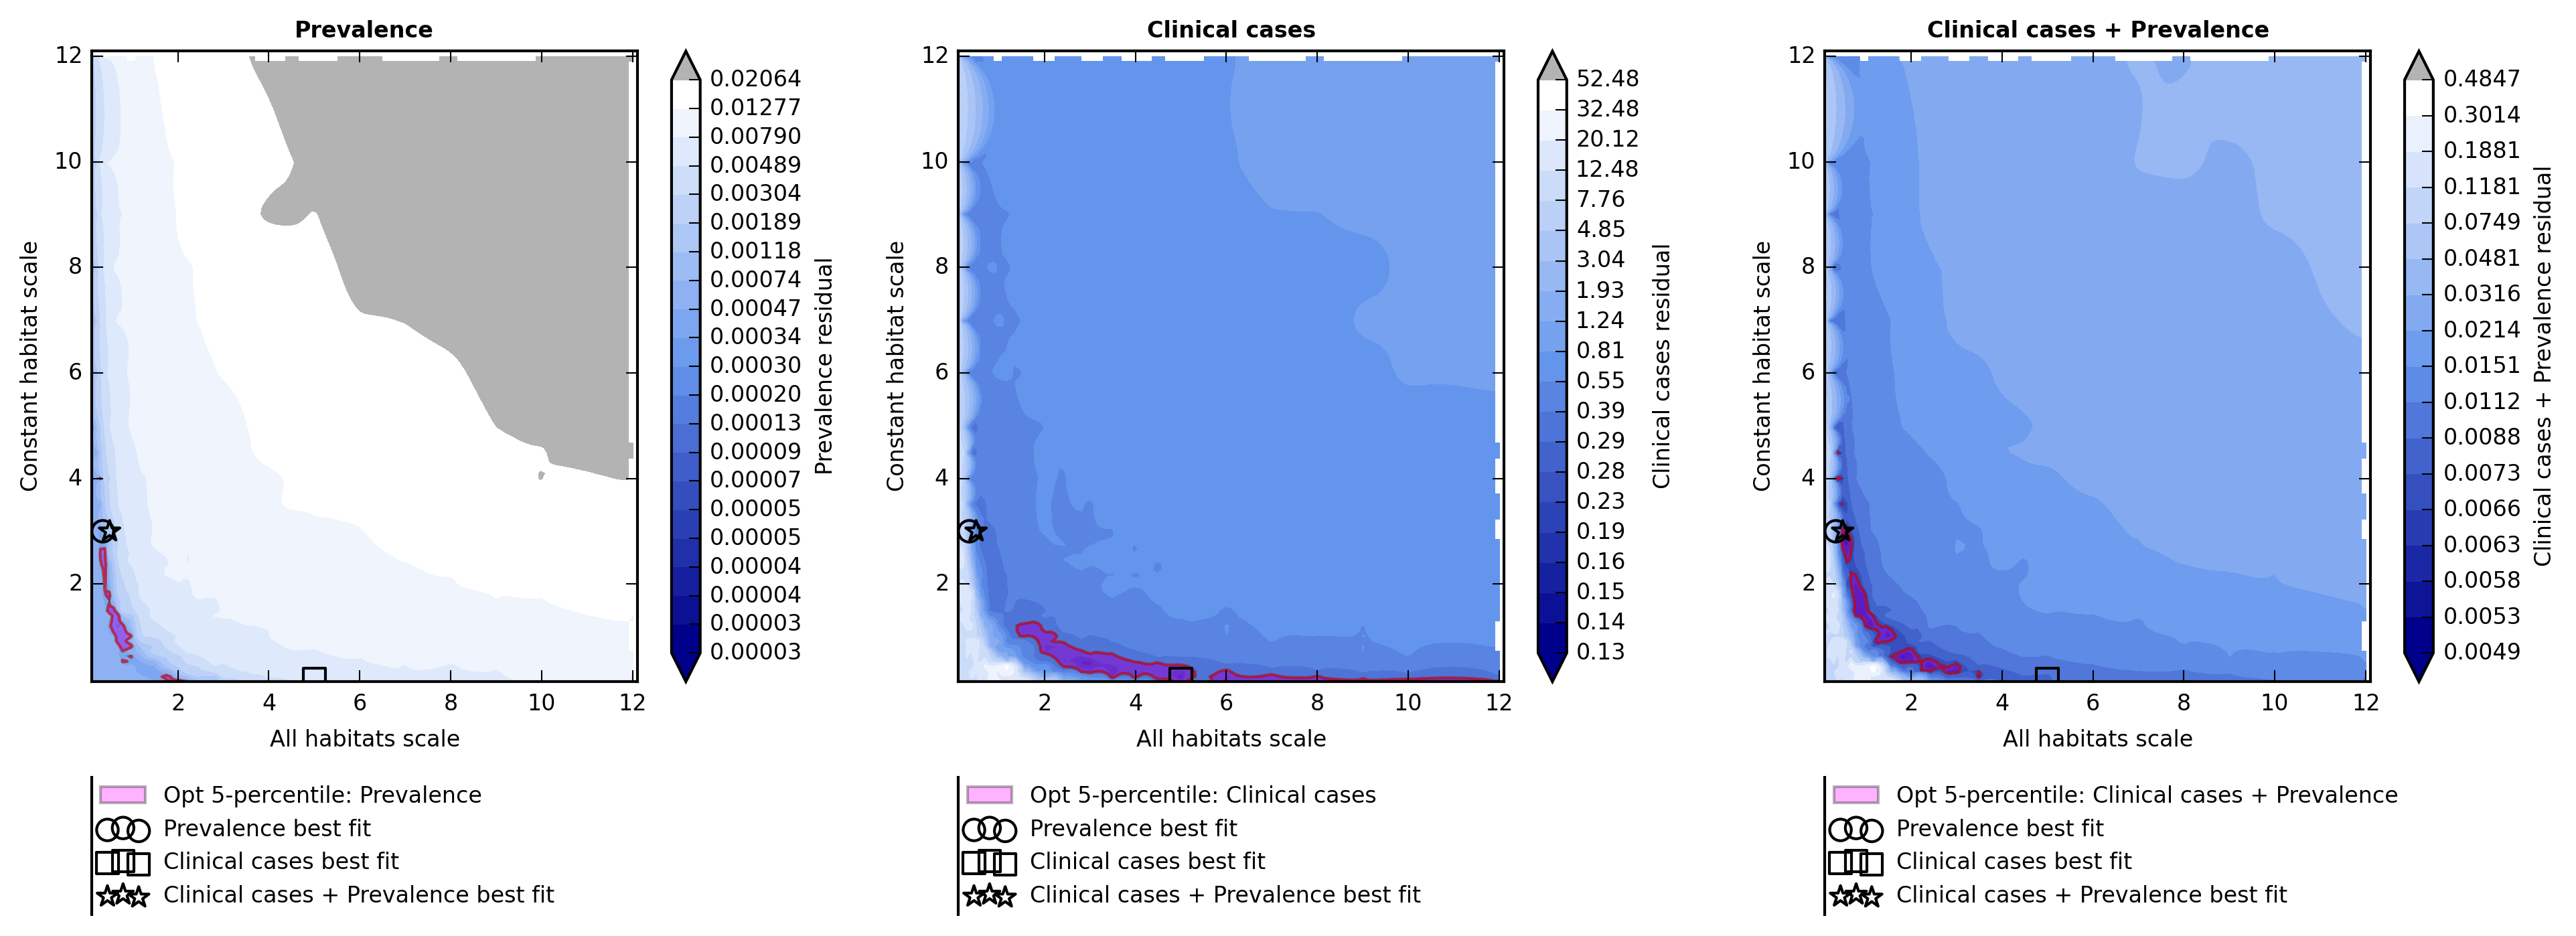 Prevalence
12
10
8
6
4
2
Constant habitat scale
2 4 6 8 10 12
All habitats scale
0.02064
0.01277
0.00790
0.00489
0.00304
0.00189
0.00118
0.00074
0.00047
0.00034
0.00030
0.00020
0.00013
0.00009
0.00007
0.00005
0.00005
0.00004
0.00004
0.00003
0.00003
Prevalence residual
Opt 5-percentile: Prevalence
Prevalence best fit
Clinical cases best fit
Clinical cases + Prevalence best fit
Clinical cases
12
10
8
6
4
2
Constant habitat scale
2 4 6 8 10 12
All habitats scale
52.48
32.48
20.12
12.48
7.76
4.85
3.04
1.93
1.24
0.81
0.55
0.39
0.29
0.28
0.23
0.19
0.16
0.15
0.14
0.13
Clinical cases residual
Opt 5-percentile: Clinical cases
Prevalence best fit
Clinical cases best fit
Clinical cases + Prevalence best fit
Clinical cases + Prevalence
12
10
8
6
4
2
Constant habitat scale
2 4 6 8 10 12
All habitats scale
0.4847
0.3014
0.1881
0.1181
0.0749
0.0481
0.0316
0.0214
0.0151
0.0112
0.0088
0.0073
0.0066
0.0063
0.0058
0.0053
0.0049
Clinical cases + Prevalence residual
Opt 5-percentile: Clinical cases + Prevalence
Prevalence best fit
Clinical cases best fit
Clinical cases + Prevalence best fit